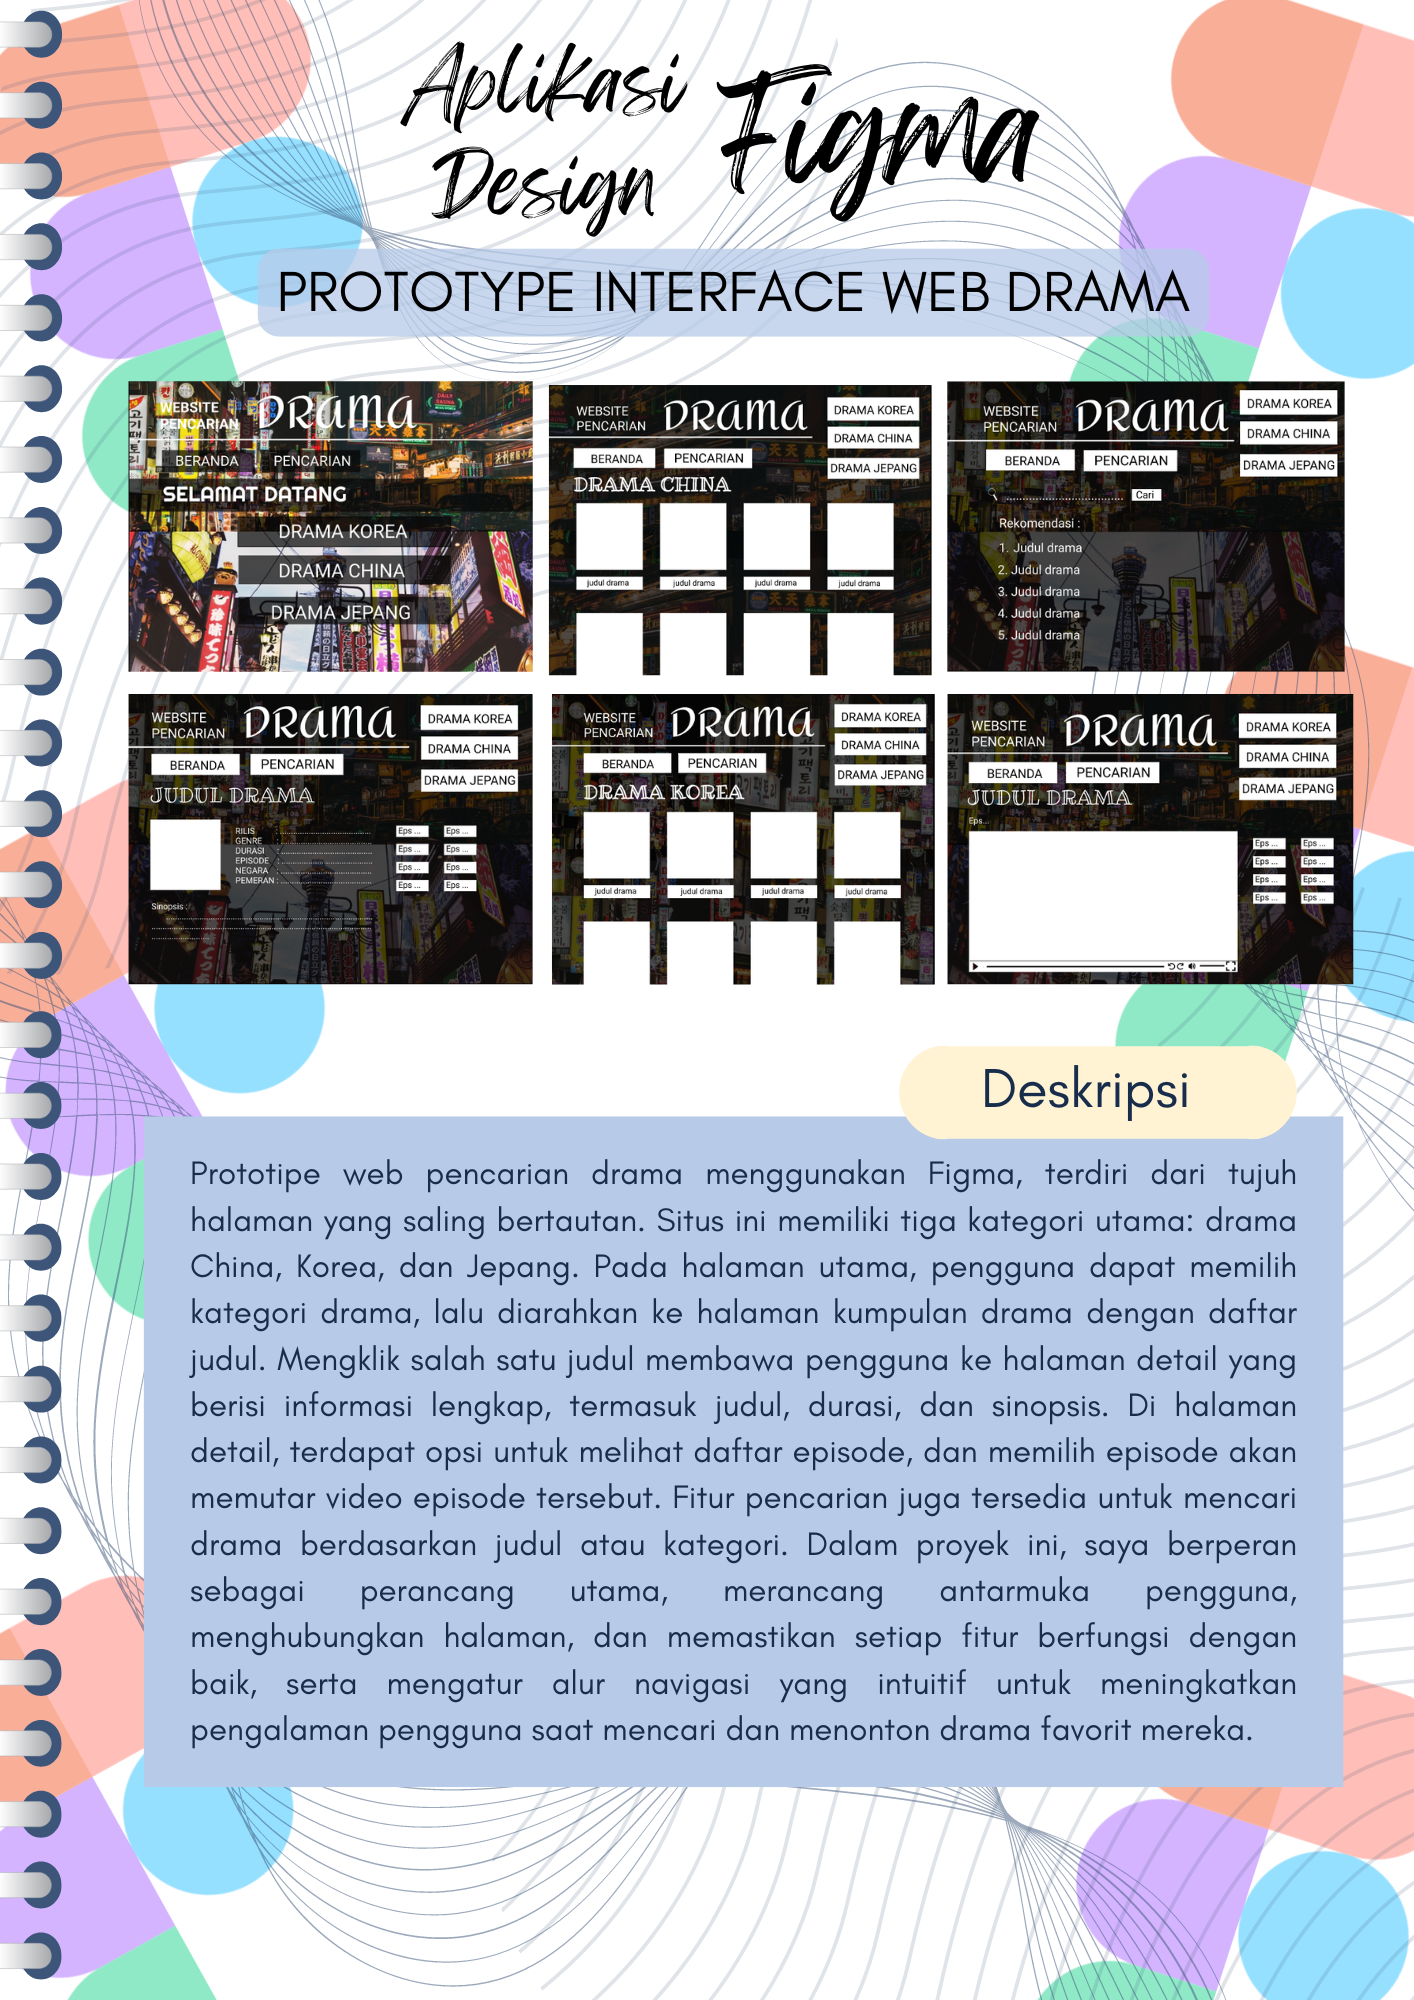 Aplikasi
Design
Figma
PROTOTYPE INTERFACE WEB DRAMA
WEBSITE
PENCARIAN
DRama
BERANDA
PENCARIAN
SELAMAT DATANG
DRAMA KOREA
DRAMA CHINA
DRAMA JEPANG
WEBSITE
PENCARIAN
DRama
DRAMA KOREA
DRAMA CHINA
DRAMA JEPANG
BERANDA
PENCARIAN
DRAMA CHINA
judul drama
judul drama
judul drama
judul drama
WEBSITE
PENCARIAN
DRama
DRAMA KOREA
DRAMA CHINA
DRAMA JEPANG
BERANDA
PENCARIAN
Cari
Rekomendasi :
1. Judul drama
2. Judul drama
3. Judul drama
4. Judul drama
5. Judul drama
WEBSITE
PENCARIAN
DRama
DRAMA KOREA
DRAMA CHINA
DRAMA JEPANG
BERANDA
PENCARIAN
JUDUL DRAMA
RILIS
GENRE
DURASI
EPISODE
NEGARA
PEMERAN :
Eps ... Eps ...
Eps ... Eps ...
Eps ... Eps ...
Eps ... Eps ...
Sinopsis :
WEBSITE
PENCARIAN
DRama
DRAMA KOREA
DRAMA CHINA
DRAMA JEPANG
BERANDA
PENCARIAN
DRAMA KOREA
judul drama
judul drama
judul drama
judul drama
WEBSITE
PENCARIAN
DRama
DRAMA KOREA
DRAMA CHINA
DRAMA JEPANG
BERANDA
PENCARIAN
JUDUL DRAMA
Eps...
Eps ... Eps ...
Eps ... Eps ...
Eps ... Eps ...
Eps ... Eps ...
Deskripsi
Prototipe web pencarian drama menggunakan Figma, terdiri dari tujuh
halaman yang saling bertautan. Situs ini memiliki tiga kategori utama: drama
China, Korea, dan Jepang. Pada halaman utama, pengguna dapat memilih
kategori drama, lalu diarahkan ke halaman kumpulan drama dengan daftar
judul. Mengklik salah satu judul membawa pengguna ke halaman detail yang
berisi informasi lengkap, termasuk judul, durasi, dan sinopsis. Di halaman
detail, terdapat opsi untuk melihat daftar episode, dan memilih episode akan
memutar video episode tersebut. Fitur pencarian juga tersedia untuk mencari
drama berdasarkan judul atau kategori. Dalam proyek ini, saya berperan
sebagai perancang utama, merancang antarmuka pengguna,
menghubungkan halaman, dan memastikan setiap fitur berfungsi dengan
baik, serta mengatur alur navigasi yang intuitif untuk meningkatkan
pengalaman pengguna saat mencari dan menonton drama favorit mereka.